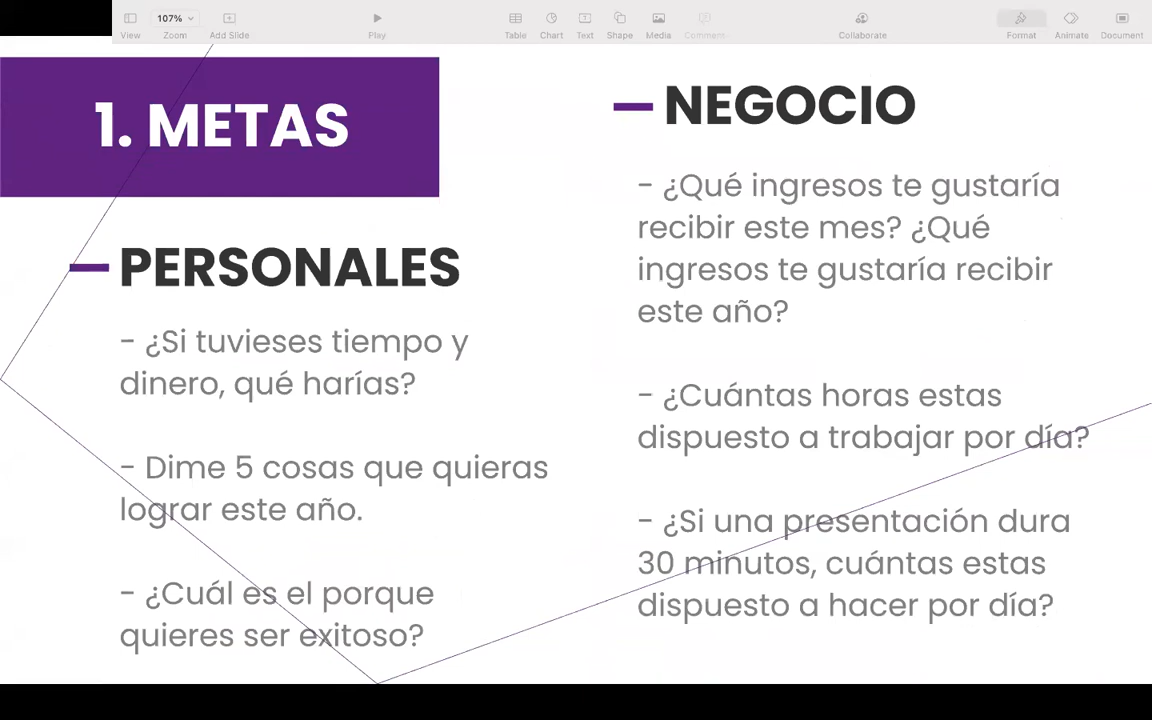 107%
View
Zoom
Add Slide
Play
Table
Chart
Text
Shape
Media
Comment
Collaborate
Format
Animate
Document
1. METAS
PERSONALES
- ¿Si tuvieses tiempo y
dinero, qué harías?
- Dime 5 cosas que quieras
lograr este año.
- ¿Cuál es el porque
quieres ser exitoso?
NEGOCIO
- ¿Qué ingresos te gustaría
recibir este mes? ¿Qué
ingresos te gustaría recibir
este año?
- ¿Cuántas horas estas
dispuesto a trabajar por día?
- ¿Si una presentación dura
30 minutos, cuántas estas
dispuesto a hacer por día?